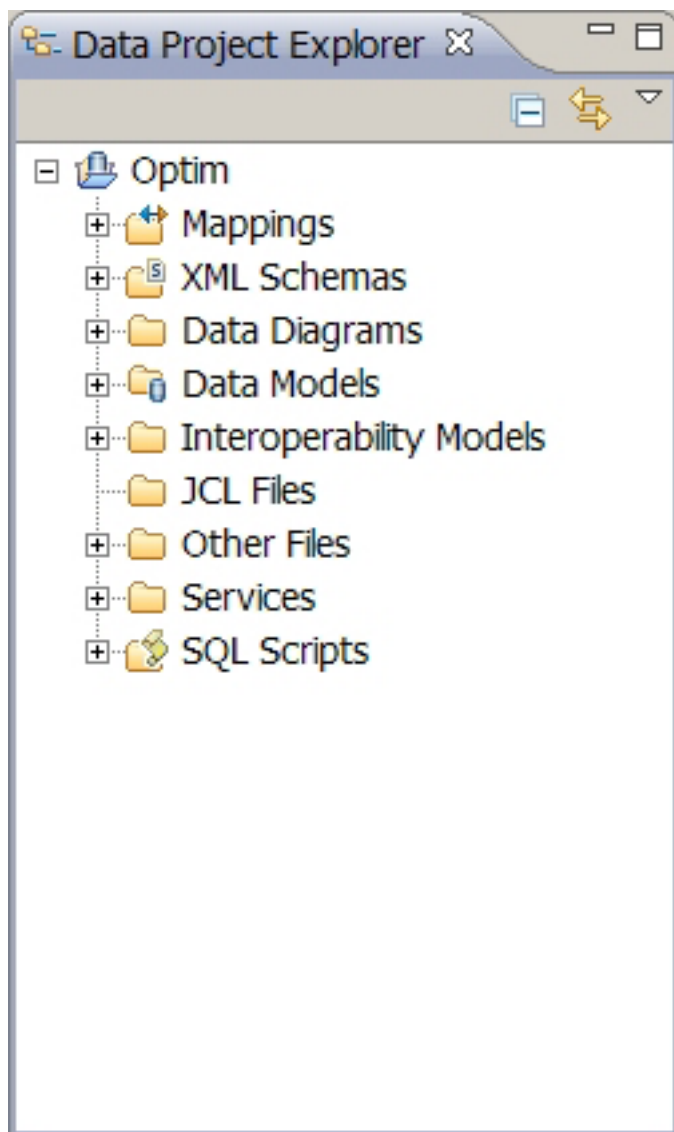 Data Project Explorer
Optim
Mappings
XML Schemas
Data Diagrams
Data Models
Interoperability Models
JCL Files
Other Files
Services
SQL Scripts